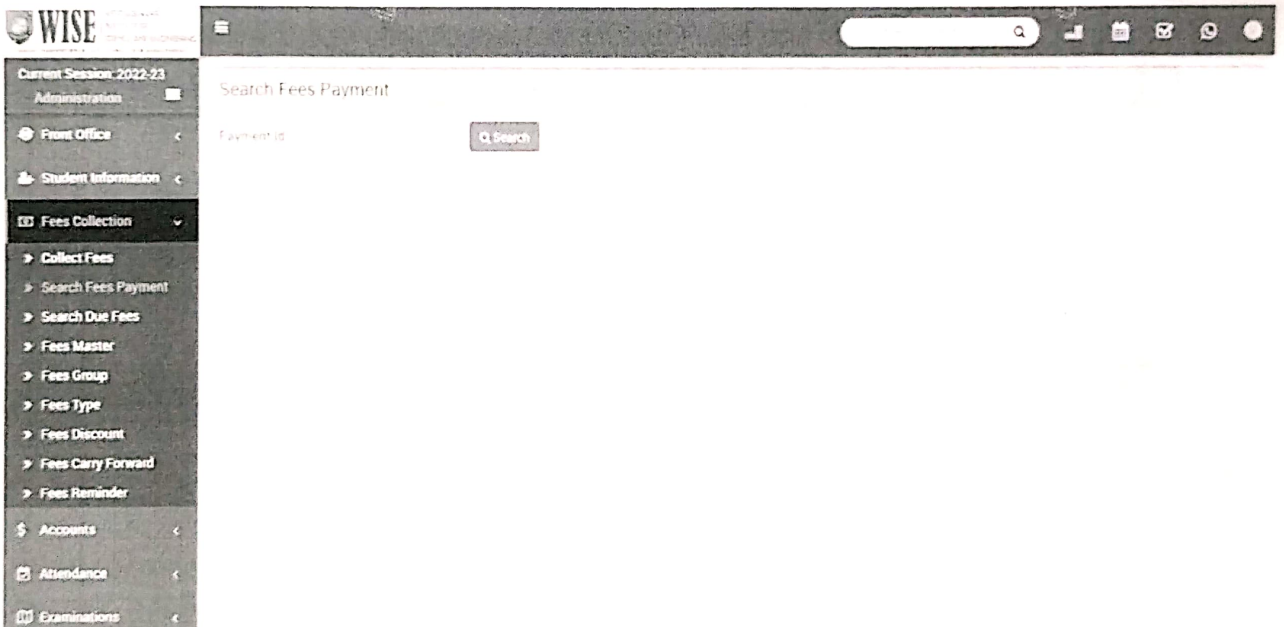 WISE
Current Session: 2022-23
Administration
Front Office
Student Information
Fees Collection
Collect Fees
Search Fees Payment
Search Due Fees
Fees Master
Fees Group
Fees Type
Fees Discount
Fees Carry Forward
Fees Reminder
$ Accounts
Attendance
Examinations
Search Fees Payment
Payment Id
Search